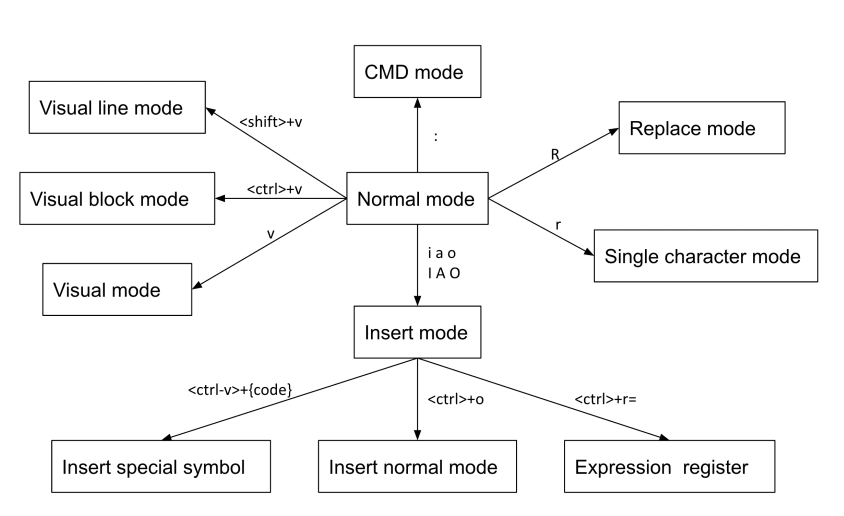 CMD mode
Visual line mode
<shift>+v
:
Replace mode
R
Visual block mode
<ctrl>+v
Normal mode
v
r
Single character mode
i a o
I A O
Visual mode
Insert mode
<ctrl-v>+{code}
<ctrl>+o
<ctrl>+r=
Insert special symbol
Insert normal mode
Expression register